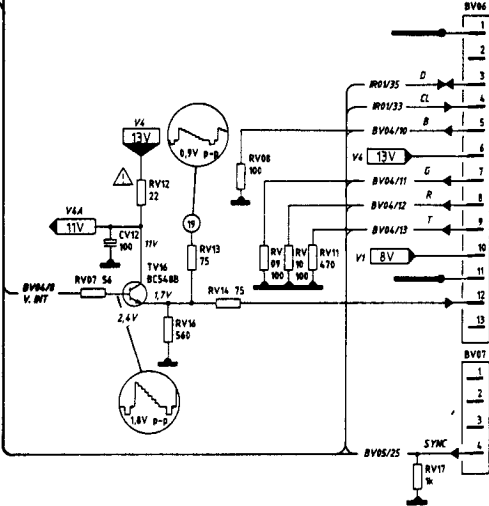 BV06
1
2
IR01/35 D 3
IR01/33 CL 4
BV04/10 B 5
V4 13V 6
BV04/11 G 7
BV04/12 R 8
BV04/13 T 9
V1 8V 10
11
12
13
V4
13V
0,9V p-p
RV08
100
RV12
22
V4A
11V
19
CV12
100
11V
RV13
75
RV
09
100
RV
10
100
RV11
470
TV16
BC548B
BV04/8
V. INT
RV07 56
1,7V
2,4V
RV14 75
RV16
560
1,8V p-p
BV07
1
2
3
4
BV05/25 SYNC
RV17
1k